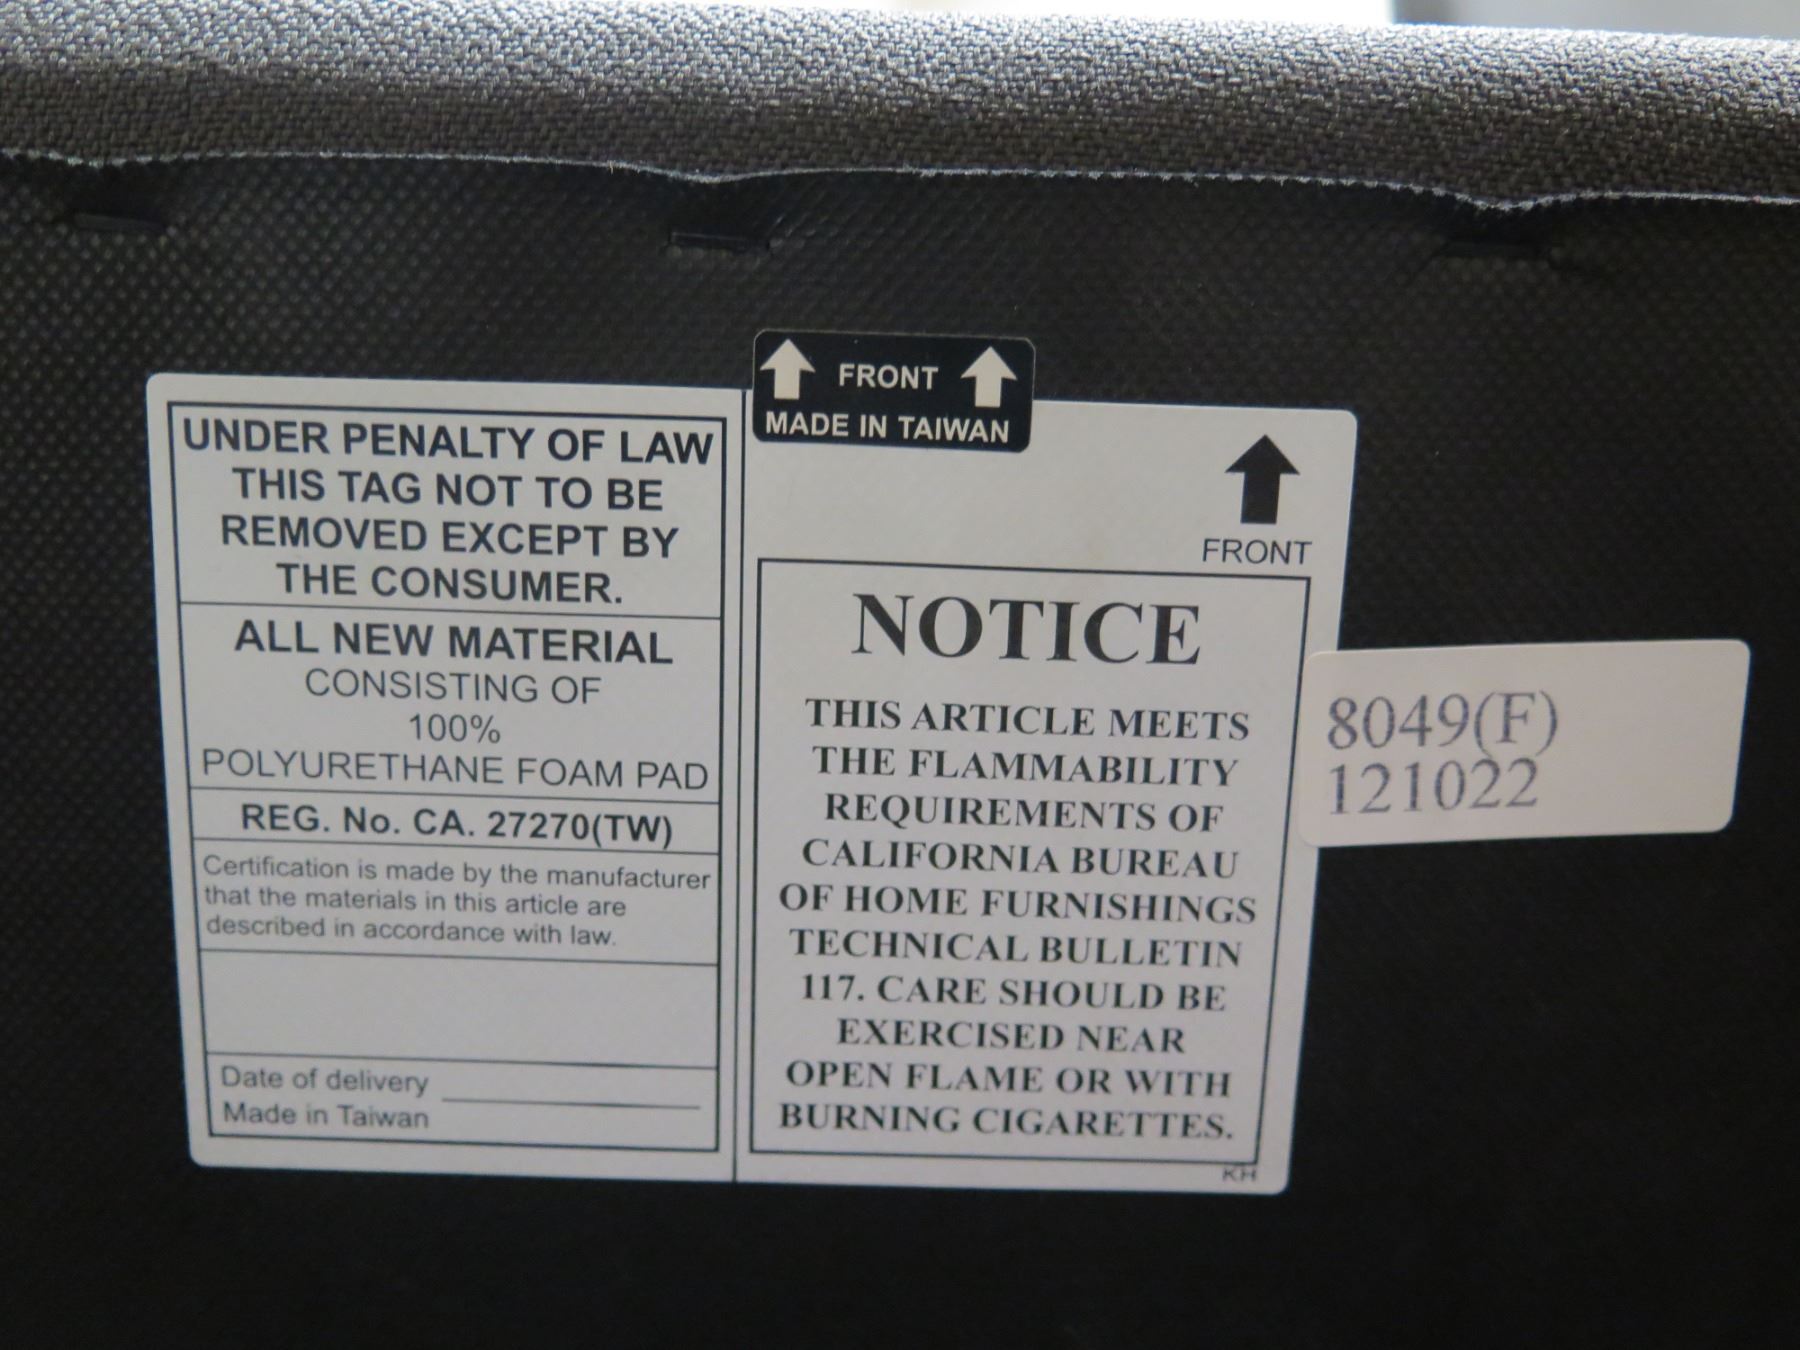 FRONT
MADE IN TAIWAN
UNDER PENALTY OF LAW
THIS TAG NOT TO BE
REMOVED EXCEPT BY
THE CONSUMER.
ALL NEW MATERIAL
CONSISTING OF
100%
POLYURETHANE FOAM PAD
REG. No. CA. 27270(TW)
Certification is made by the manufacturer
that the materials in this article are
described in accordance with law.
Date of delivery
Made in Taiwan
FRONT
NOTICE
THIS ARTICLE MEETS
THE FLAMMABILITY
REQUIREMENTS OF
CALIFORNIA BUREAU
OF HOME FURNISHINGS
TECHNICAL BULLETIN
117. CARE SHOULD BE
EXERCISED NEAR
OPEN FLAME OR WITH
BURNING CIGARETTES.
KH
8049(F)
121022